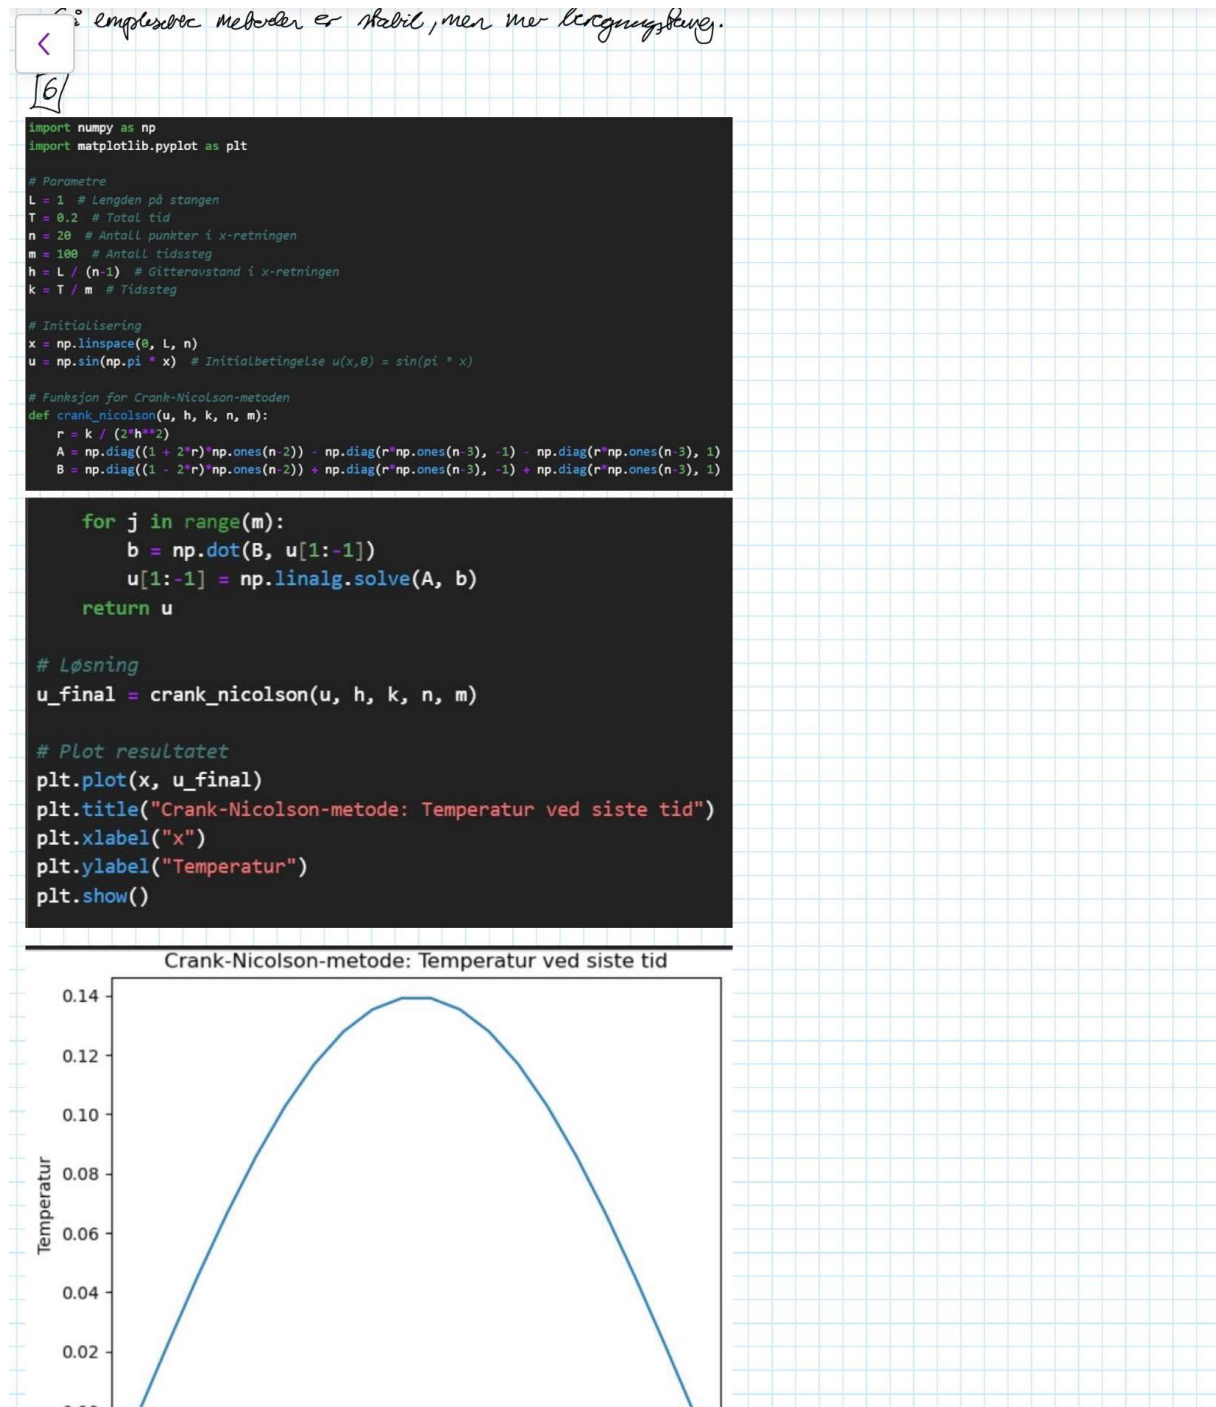 er stabil, men mer
6
import numpy as np
import matplotlib.pyplot as plt
# Parametre
L = 1  # Lengden på stangen
T = 0.2  # Total tid
n = 20  # Antall punkter i x-retningen
m = 100  # Antall tidssteg
h = L / (n-1)  # Gitteravstand i x-retningen
k = T / m  # Tidssteg
# Initialisering
x = np.linspace(0, L, n)
u = np.sin(np.pi * x)  # Initialbetingelse u(x,0) = sin(pi * x)
# Funksjon for Crank-Nicolson-metoden
def crank_nicolson(u, h, k, n, m):
    r = k / (2*h**2)
    A = np.diag((1 + 2*r)*np.ones(n-2)) - np.diag(r*np.ones(n-3), -1) - np.diag(r*np.ones(n-3), 1)
    B = np.diag((1 - 2*r)*np.ones(n-2)) + np.diag(r*np.ones(n-3), -1) + np.diag(r*np.ones(n-3), 1)
    for j in range(m):
        b = np.dot(B, u[1:-1])
        u[1:-1] = np.linalg.solve(A, b)
    return u
# Løsning
u_final = crank_nicolson(u, h, k, n, m)
# Plot resultatet
plt.plot(x, u_final)
plt.title("Crank-Nicolson-metode: Temperatur ved siste tid")
plt.xlabel("x")
plt.ylabel("Temperatur")
plt.show()
Crank-Nicolson-metode: Temperatur ved siste tid
0.14
0.12
0.10
0.08
Temperatur
0.06
0.04
0.02